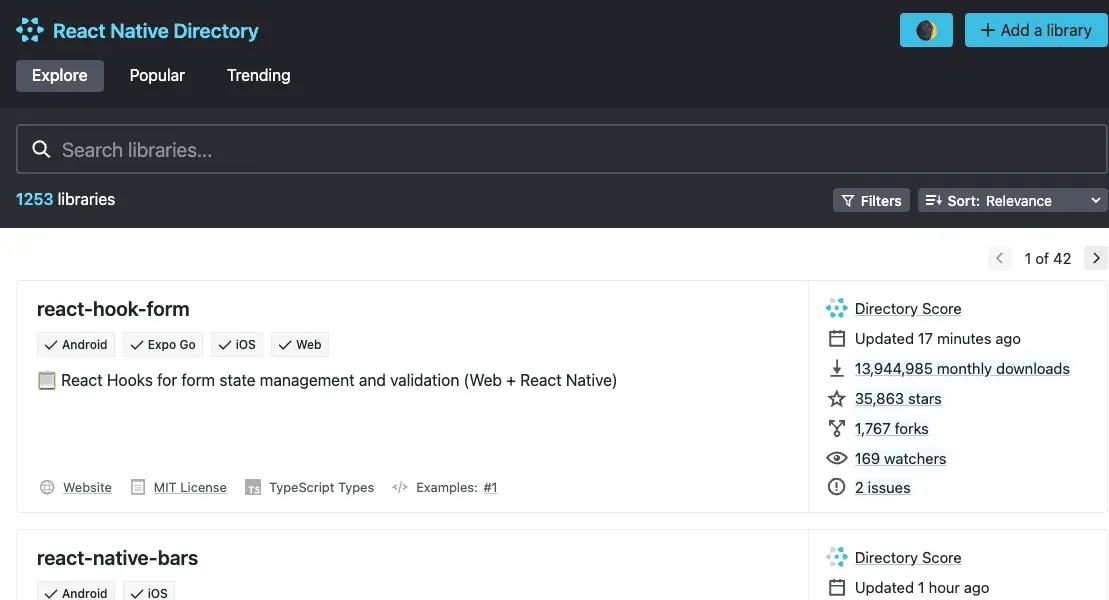 React Native Directory
+ Add a library
Explore Popular Trending
Search libraries...
1253 libraries
Filters Sort: Relevance
1 of 42
react-hook-form
Android Expo Go iOS Web
React Hooks for form state management and validation (Web + React Native)
Website MIT License TS TypeScript Types Examples: #1
Directory Score
Updated 17 minutes ago
13,944,985 monthly downloads
35,863 stars
1,767 forks
169 watchers
2 issues
react-native-bars
Android iOS
Directory Score
Updated 1 hour ago